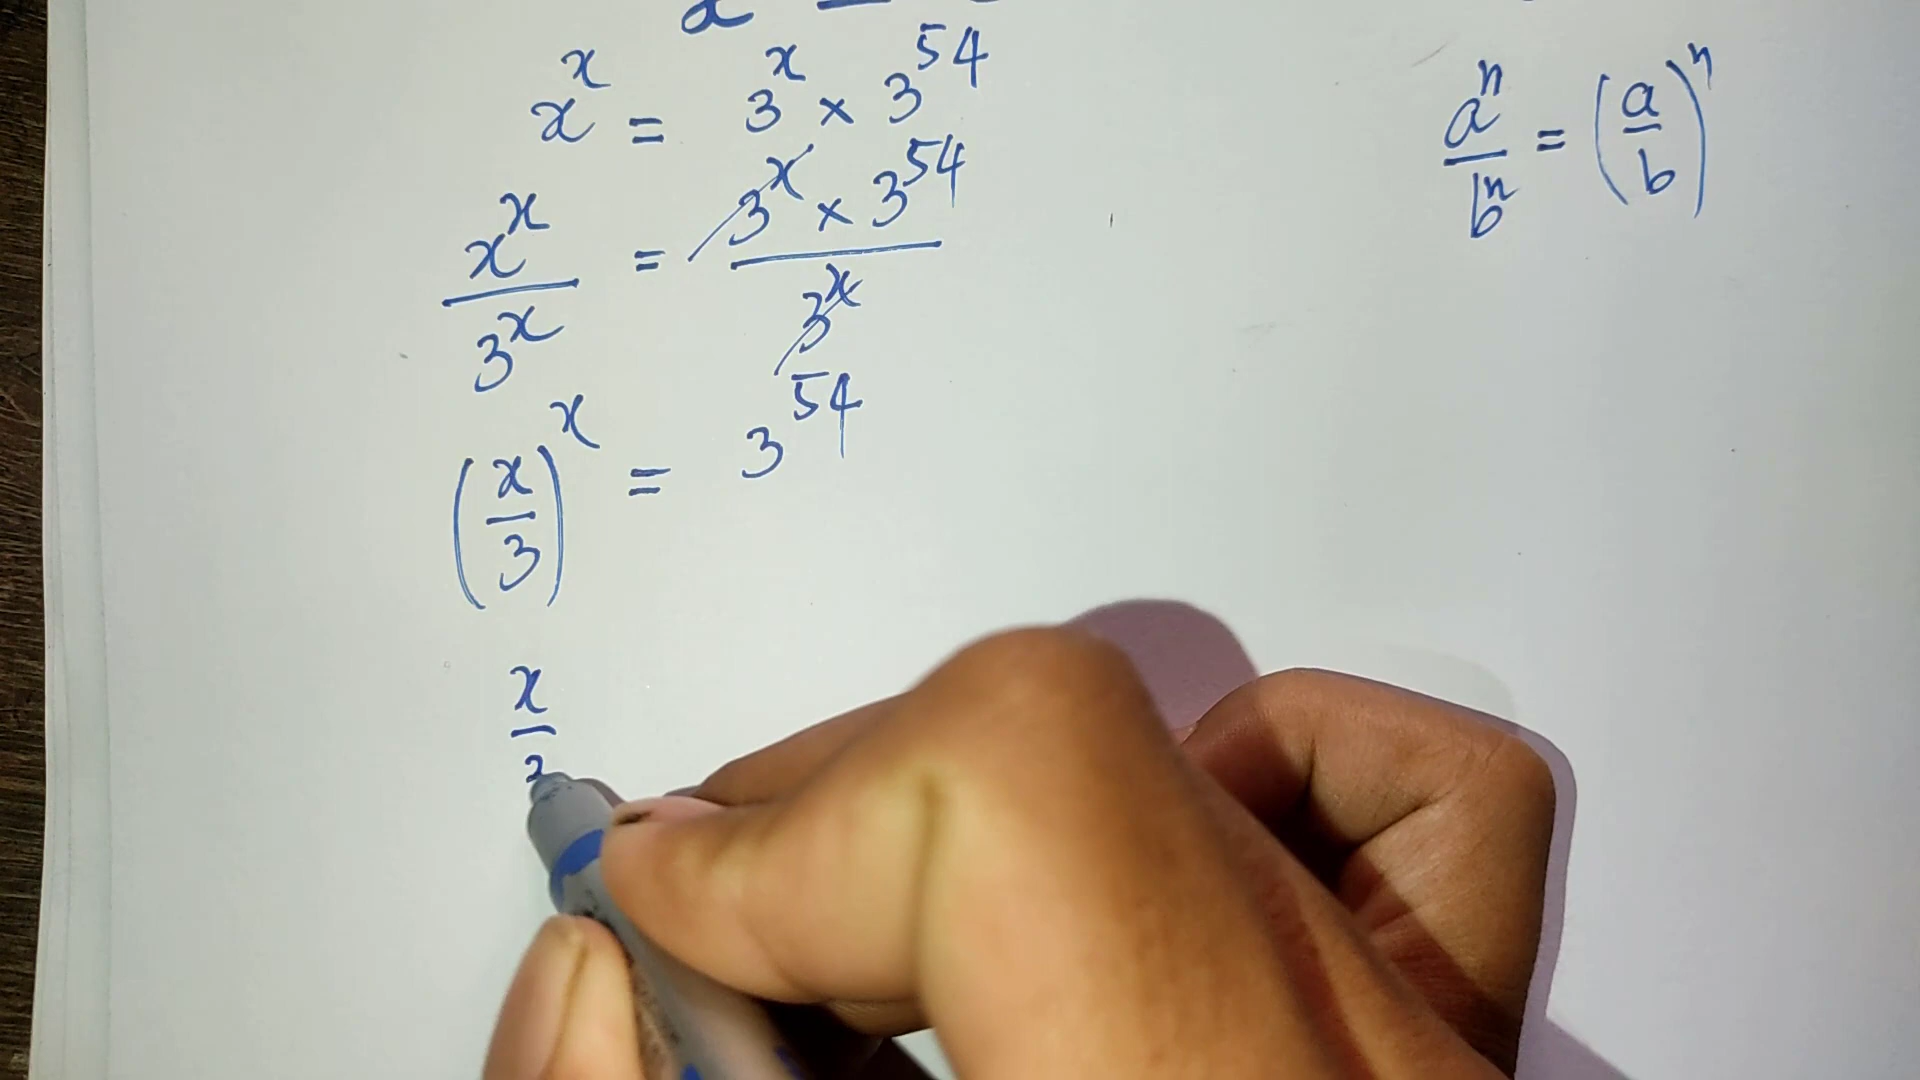 x^x = 3^x × 3^54
x^x / 3^x = 3^x × 3^54 / 3^x
(x/3)^x = 3^54
x
a^n / b^n = (a/b)^n